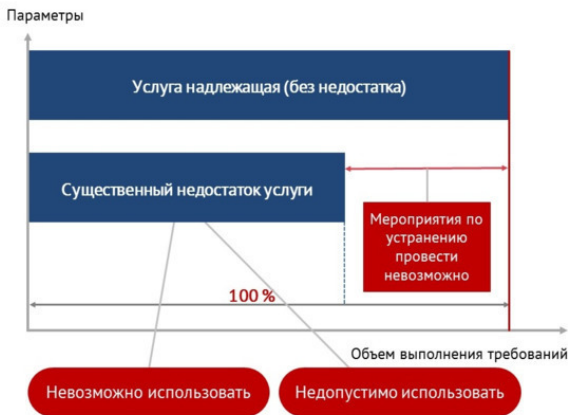 Параметры
Услуга надлежащая (без недостатка)
Существенный недостаток услуги
Мероприятия по
устранению
провести
невозможно
100 %
Объем выполнения требований
Невозможно использовать
Недопустимо использовать